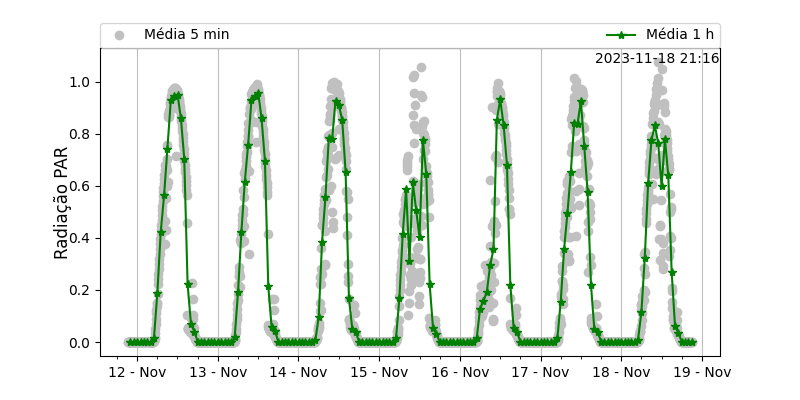 Média 5 min
Média 1 h
2023-11-18 21:16
Radiação PAR
1.0
0.8
0.6
0.4
0.2
0.0
12 - Nov
13 - Nov
14 - Nov
15 - Nov
16 - Nov
17 - Nov
18 - Nov
19 - Nov